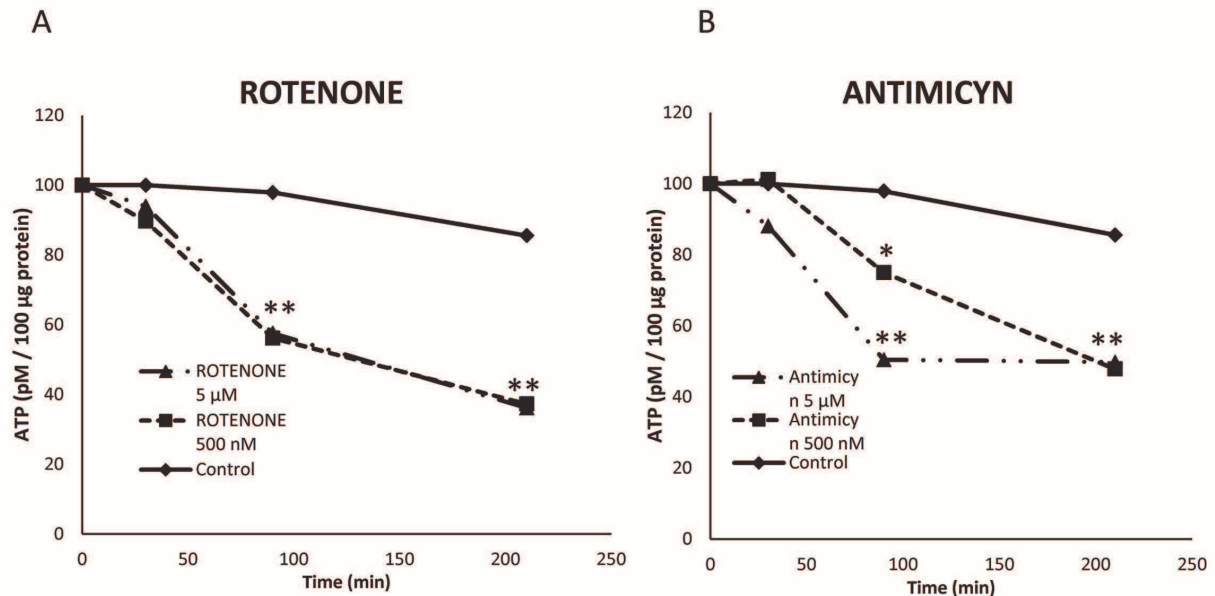 A
ROTENONE
ATP (pM / 100 µg protein)
120
100
80
60
40
20
0
**
**
ROTENONE
5 µM
ROTENONE
500 nM
Control
0
50
100
150
200
250
Time (min)
B
ANTIMICYN
ATP (pM / 100 µg protein)
120
100
80
60
40
20
0
*
**
**
Antimicy
n 5 µM
Antimicy
n 500 nM
Control
0
50
100
150
200
250
Time (min)